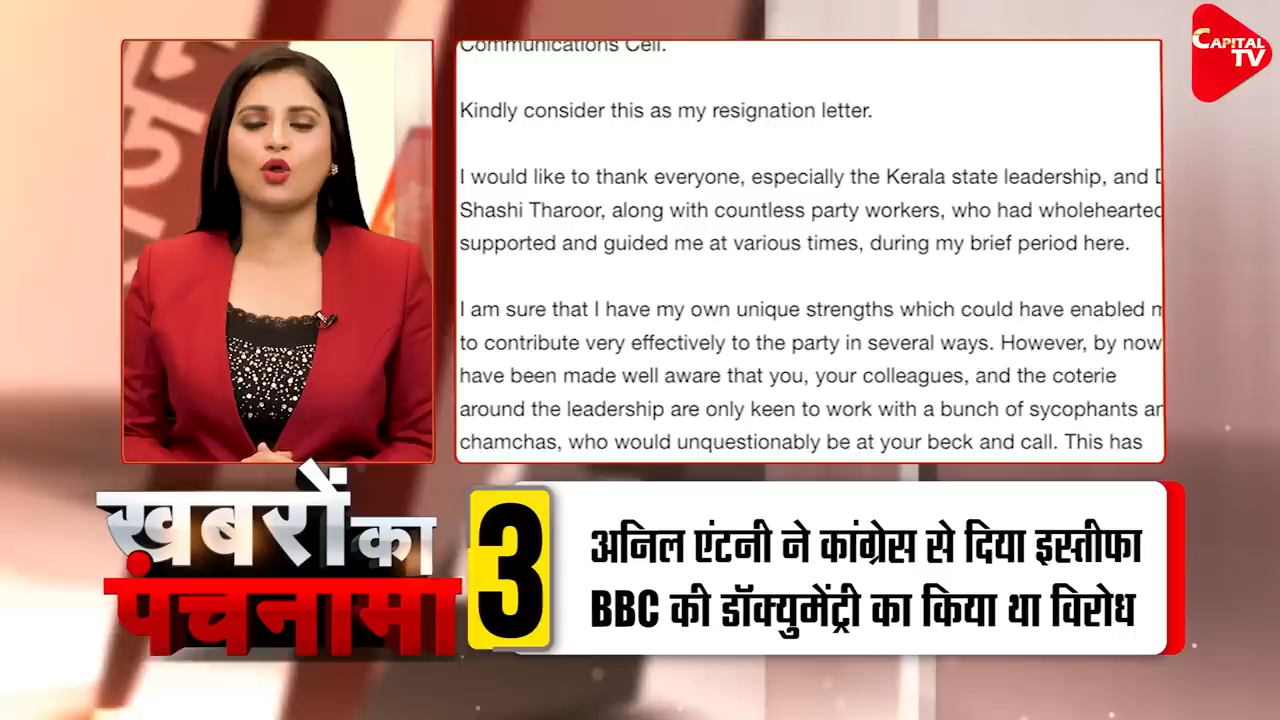 CAPITAL
TV
Communications Cell.
Kindly consider this as my resignation letter.
I would like to thank everyone, especially the Kerala state leadership, and
Shashi Tharoor, along with countless party workers, who had wholehearted
supported and guided me at various times, during my brief period here.
I am sure that I have my own unique strengths which could have enabled
to contribute very effectively to the party in several ways. However, by now
have been made well aware that you, your colleagues, and the coterie
around the leadership are only keen to work with a bunch of sycophants
chamchas, who would unquestionably be at your beck and call. This has
खबरों का
पंचनामा
3
अनिल एंटनी ने कांग्रेस से दिया इस्तीफा
BBC की डॉक्युमेंट्री का किया था विरोध